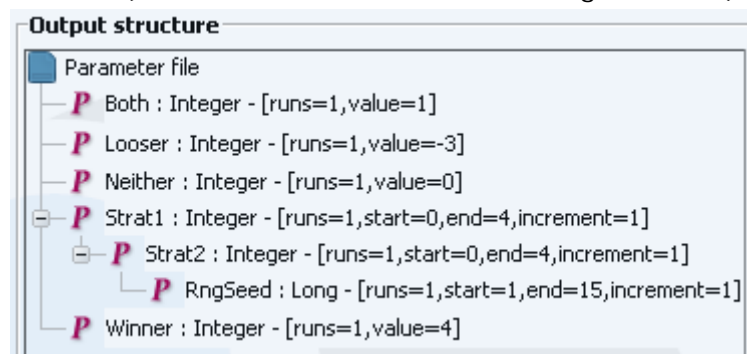 Output structure
Parameter file
P Both : Integer - [runs=1,value=1]
P Looser : Integer - [runs=1,value=-3]
P Neither : Integer - [runs=1,value=0]
P Strat1 : Integer - [runs=1,start=0,end=4,increment=1]
P Strat2 : Integer - [runs=1,start=0,end=4,increment=1]
P RngSeed : Long - [runs=1,start=1,end=15,increment=1]
P Winner : Integer - [runs=1,value=4]